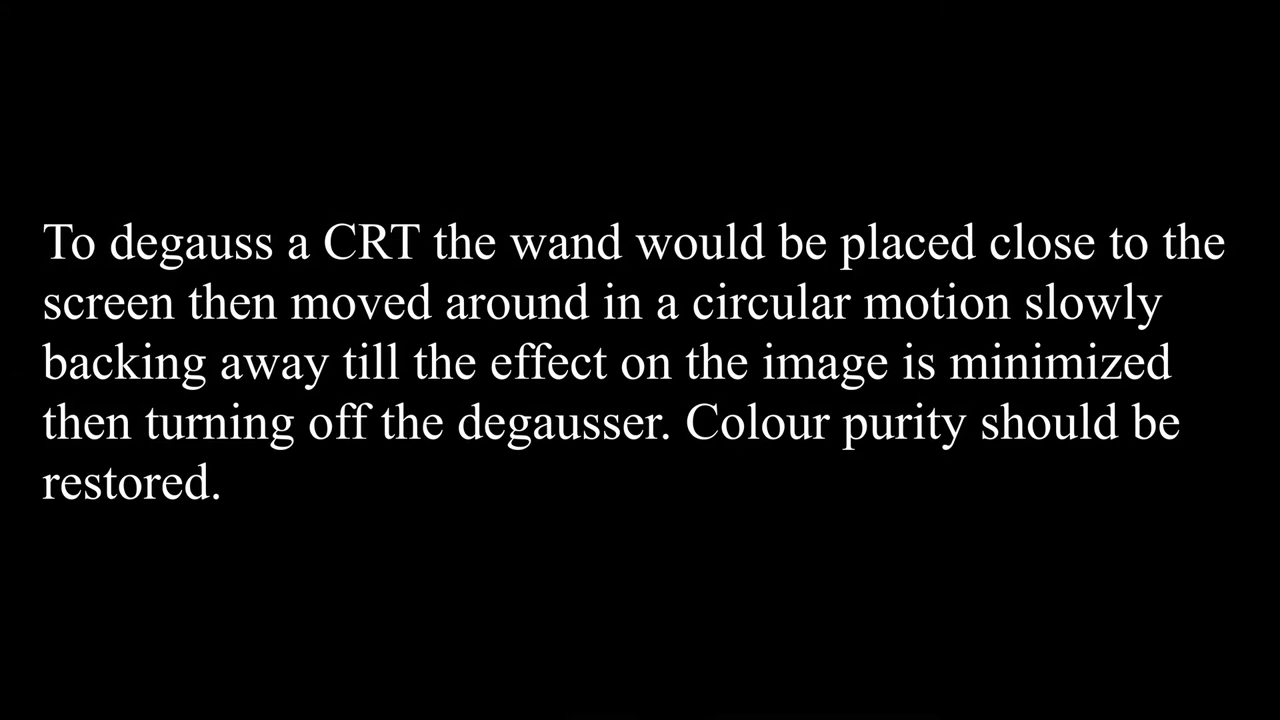 To degauss a CRT the wand would be placed close to the
screen then moved around in a circular motion slowly
backing away till the effect on the image is minimized
then turning off the degausser. Colour purity should be
restored.